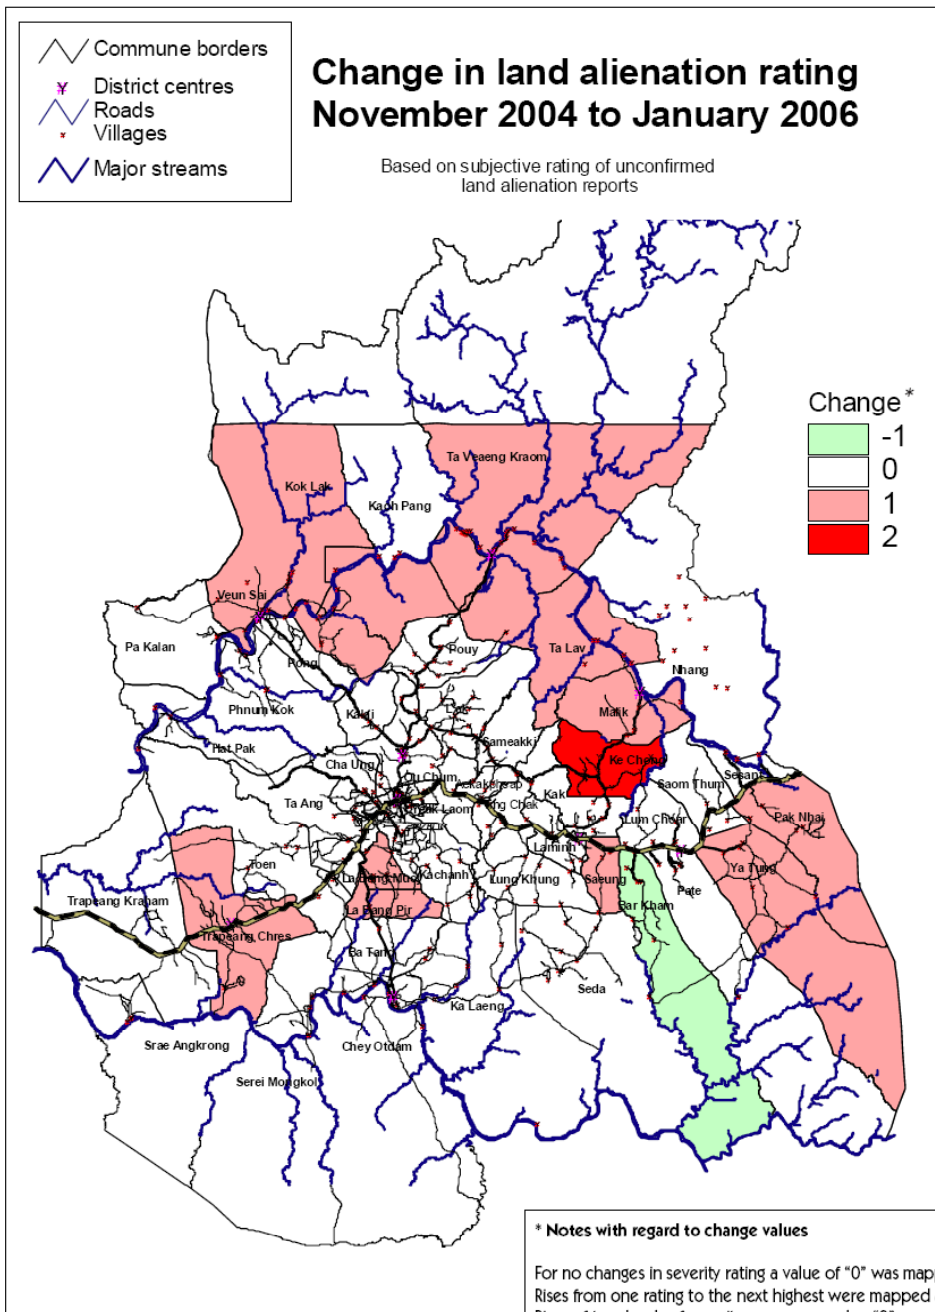 Commune borders
District centres
Roads
Villages
Major streams
Change in land alienation rating
November 2004 to January 2006
Based on subjective rating of unconfirmed
land alienation reports
Change*
-1
0
1
2
Ta Veaeng Kraom
Kok Lak
Kaoh Pang
Veun Sai
Pa Kalan
Pong
Pouy
Ta Lav
Nhang
Phnum Kok
Malik
Hat Pak
Sameakki
Cha Ung
Ke Chong
Saom Thum
Sesant
Ta Ang
Kak
Lum Choar
Pak Nhai
Laminh
Toen
Kachanh
Lung Khung
Saeung
Ya Tung
Pate
Trapeang Kraham
La Bang Pir
Bar Kham
Trapeang Chres
Ba Tang
Seda
Ka Laeng
Srae Angkrong
Chey Otdam
Serei Mongkol
* Notes with regard to change values
For no changes in severity rating a value of "0" was map
Rises from one rating to the next highest were mapped